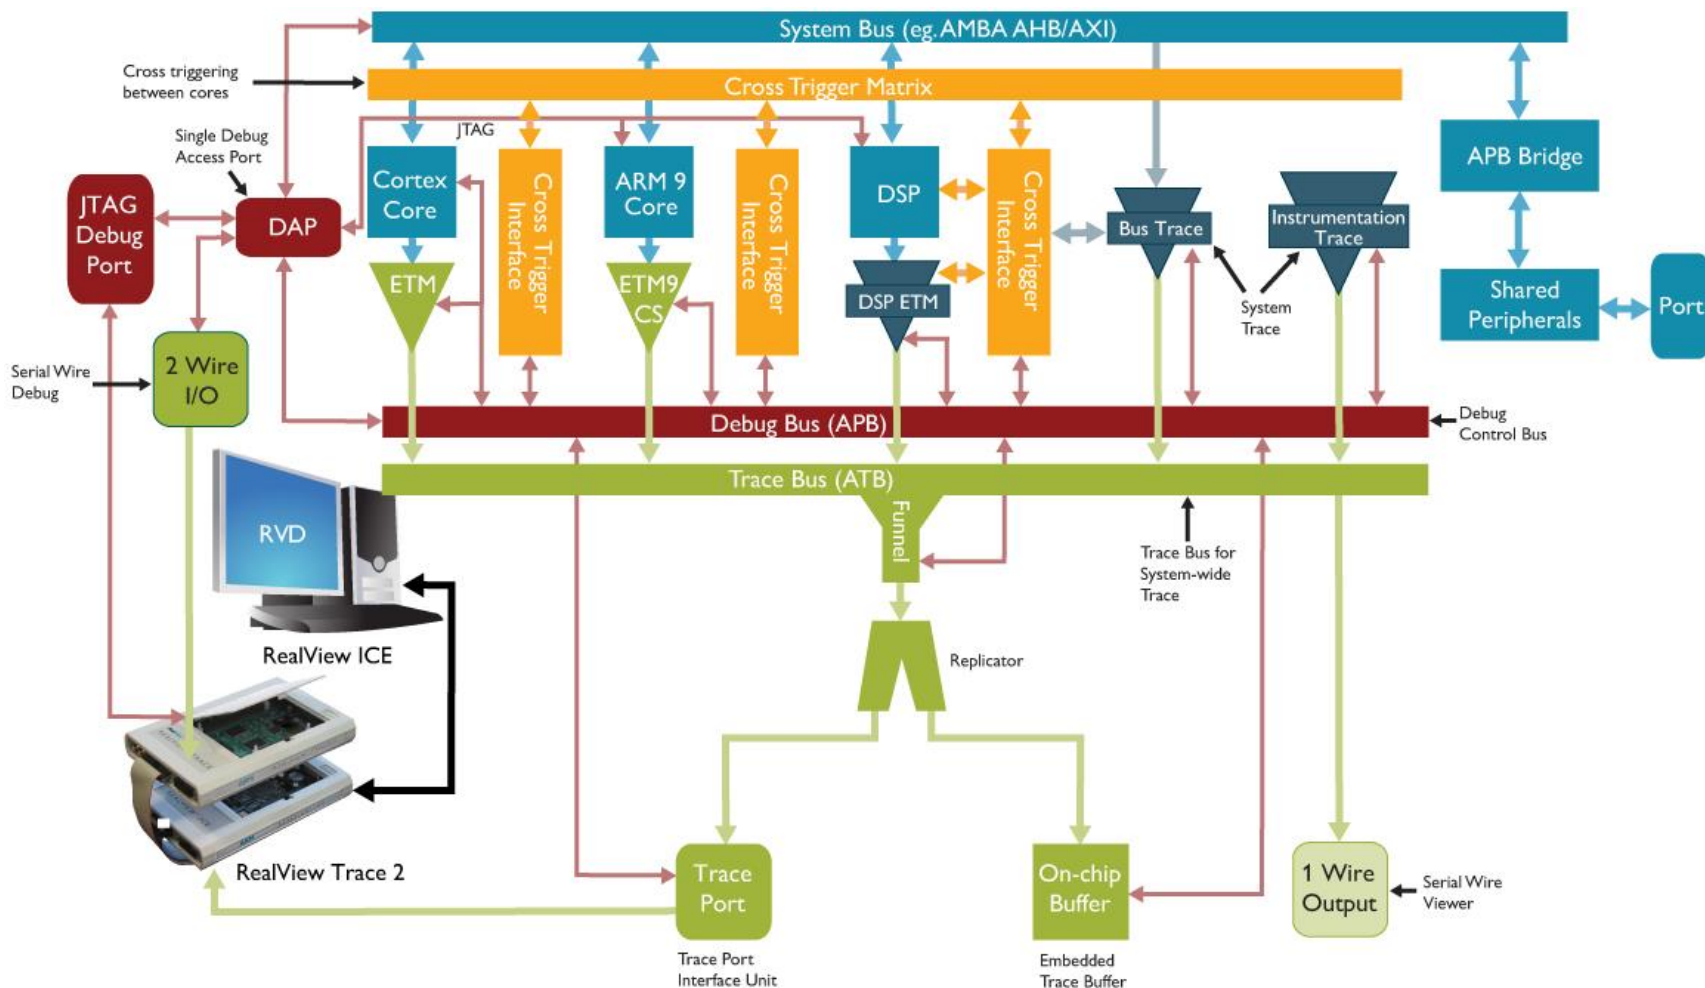 System Bus (eg. AMBA AHB/AXI)
Cross triggering
between cores
Cross Trigger Matrix
JTAG
Single Debug
Access Port
JTAG
Debug
Port
DAP
Cortex
Core
Cross Trigger
Interface
ARM 9
Core
Cross Trigger
Interface
DSP
Cross Trigger
Interface
Bus Trace
Instrumentation
Trace
APB Bridge
ETM
ETM9
CS
DSP ETM
System
Trace
Shared
Peripherals
Port
Serial Wire
Debug
2 Wire
I/O
Debug Bus (APB)
Debug
Control Bus
Trace Bus (ATB)
Funnel
RVD
Trace Bus for
System-wide
Trace
RealView ICE
Replicator
RealView Trace 2
Trace
Port
On-chip
Buffer
1 Wire
Output
Serial Wire
Viewer
Trace Port
Interface Unit
Embedded
Trace Buffer